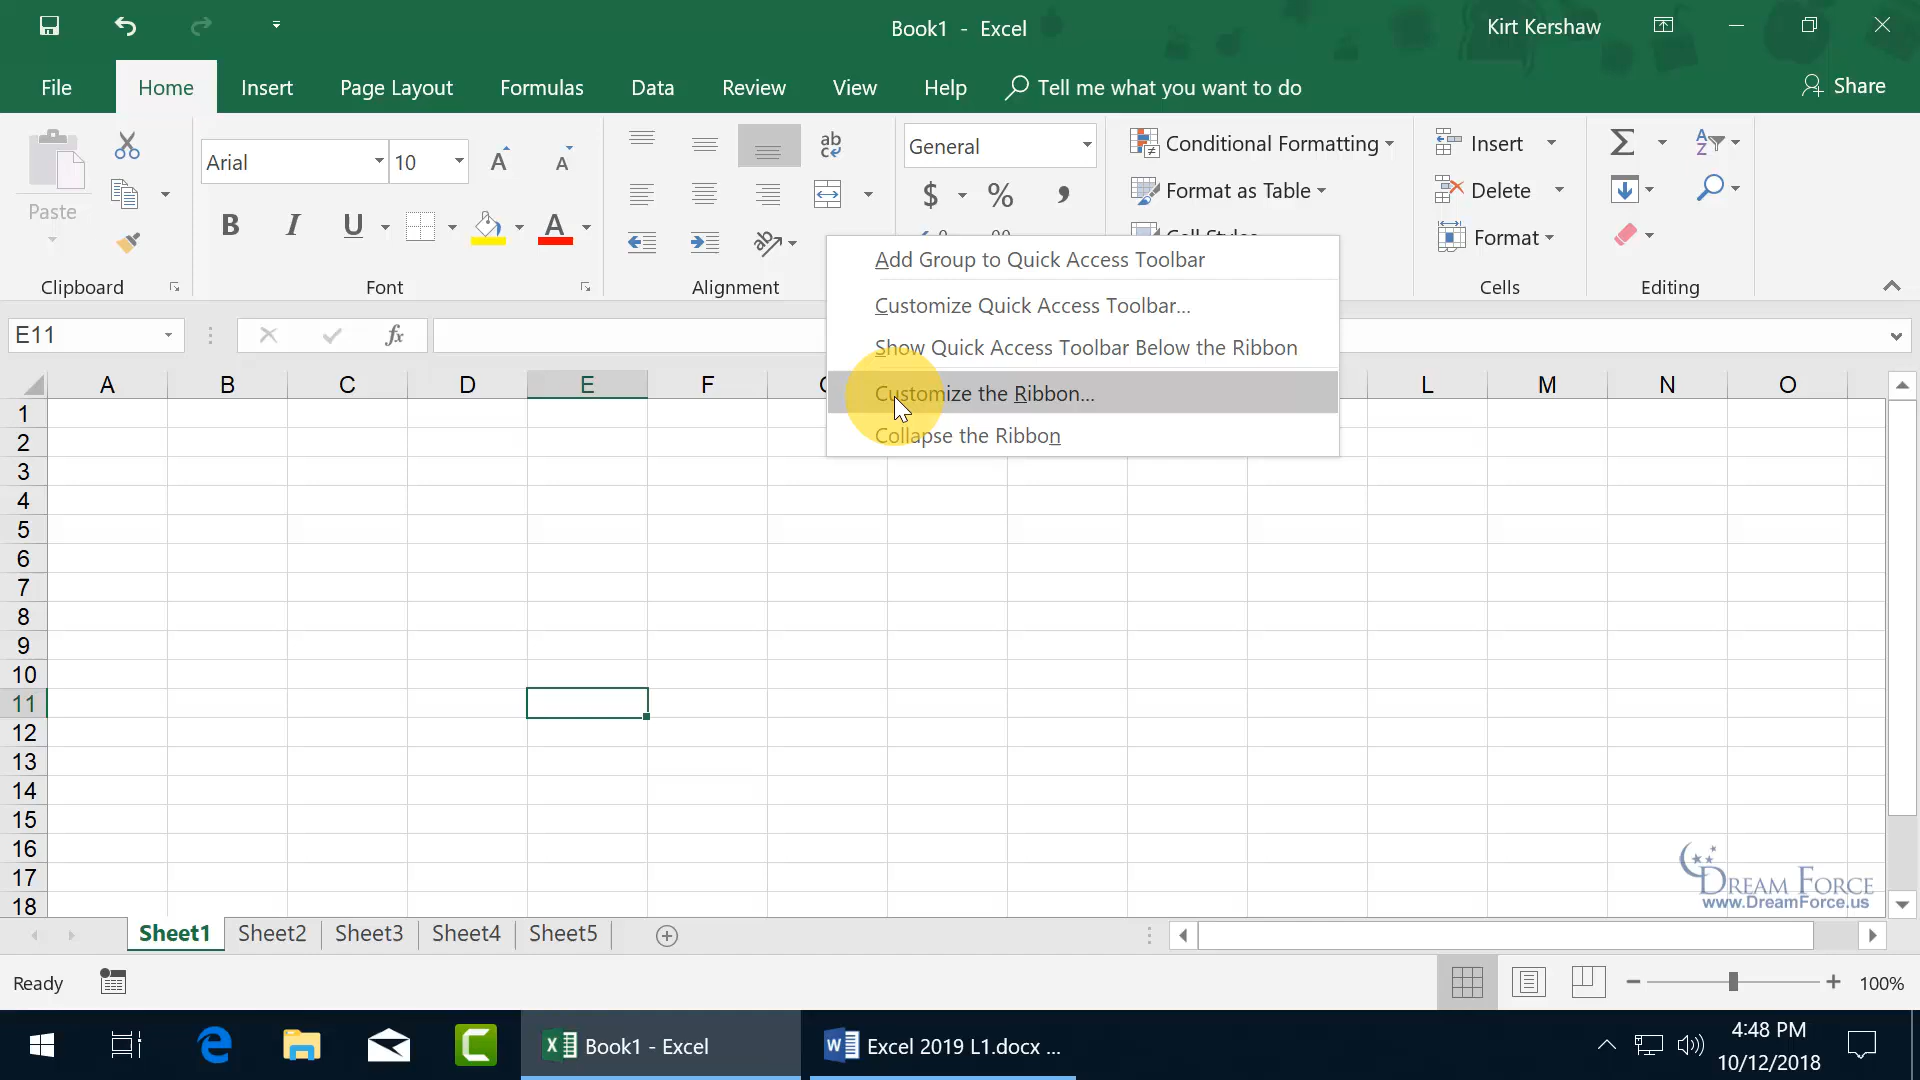 Book1 - Excel
Kirt Kershaw
File Home Insert Page Layout Formulas Data Review View Help Tell me what you want to do Share
Arial 10 General Conditional Formatting Insert
Paste Format as Table Delete
B I U A $ % Format
Clipboard Font Alignment Cells Editing
Add Group to Quick Access Toolbar
Customize Quick Access Toolbar...
Show Quick Access Toolbar Below the Ribbon
Customize the Ribbon...
Collapse the Ribbon
E11 fx
A B C D E F L M N O
1
2
3
4
5
6
7
8
9
10
11
12
13
14
15
16
17
18
DREAM FORCE
www.DreamForce.us
Sheet1 Sheet2 Sheet3 Sheet4 Sheet5
Ready 100%
Book1 - Excel Excel 2019 L1.docx ...
4:48 PM
10/12/2018